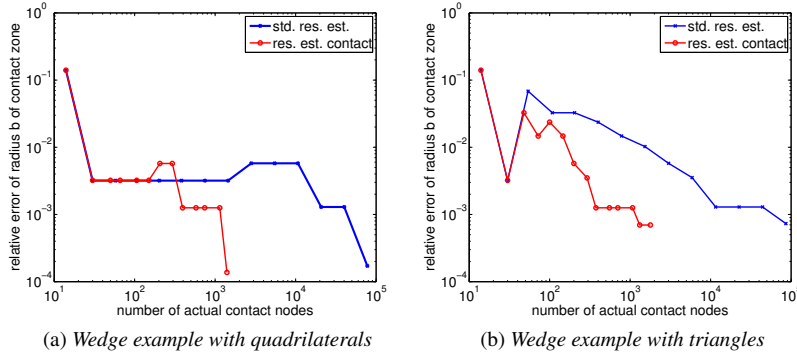 relative error of radius b of contact zone
10^0
10^-1
10^-2
10^-3
10^-4
std. res. est.
res. est. contact
10^1 10^2 10^3 10^4 10^5
number of actual contact nodes
(a) Wedge example with quadrilaterals
relative error of radius b of contact zone
10^0
10^-1
10^-2
10^-3
10^-4
std. res. est.
res. est. contact
10^1 10^2 10^3 10^4
number of actual contact nodes
(b) Wedge example with triangles